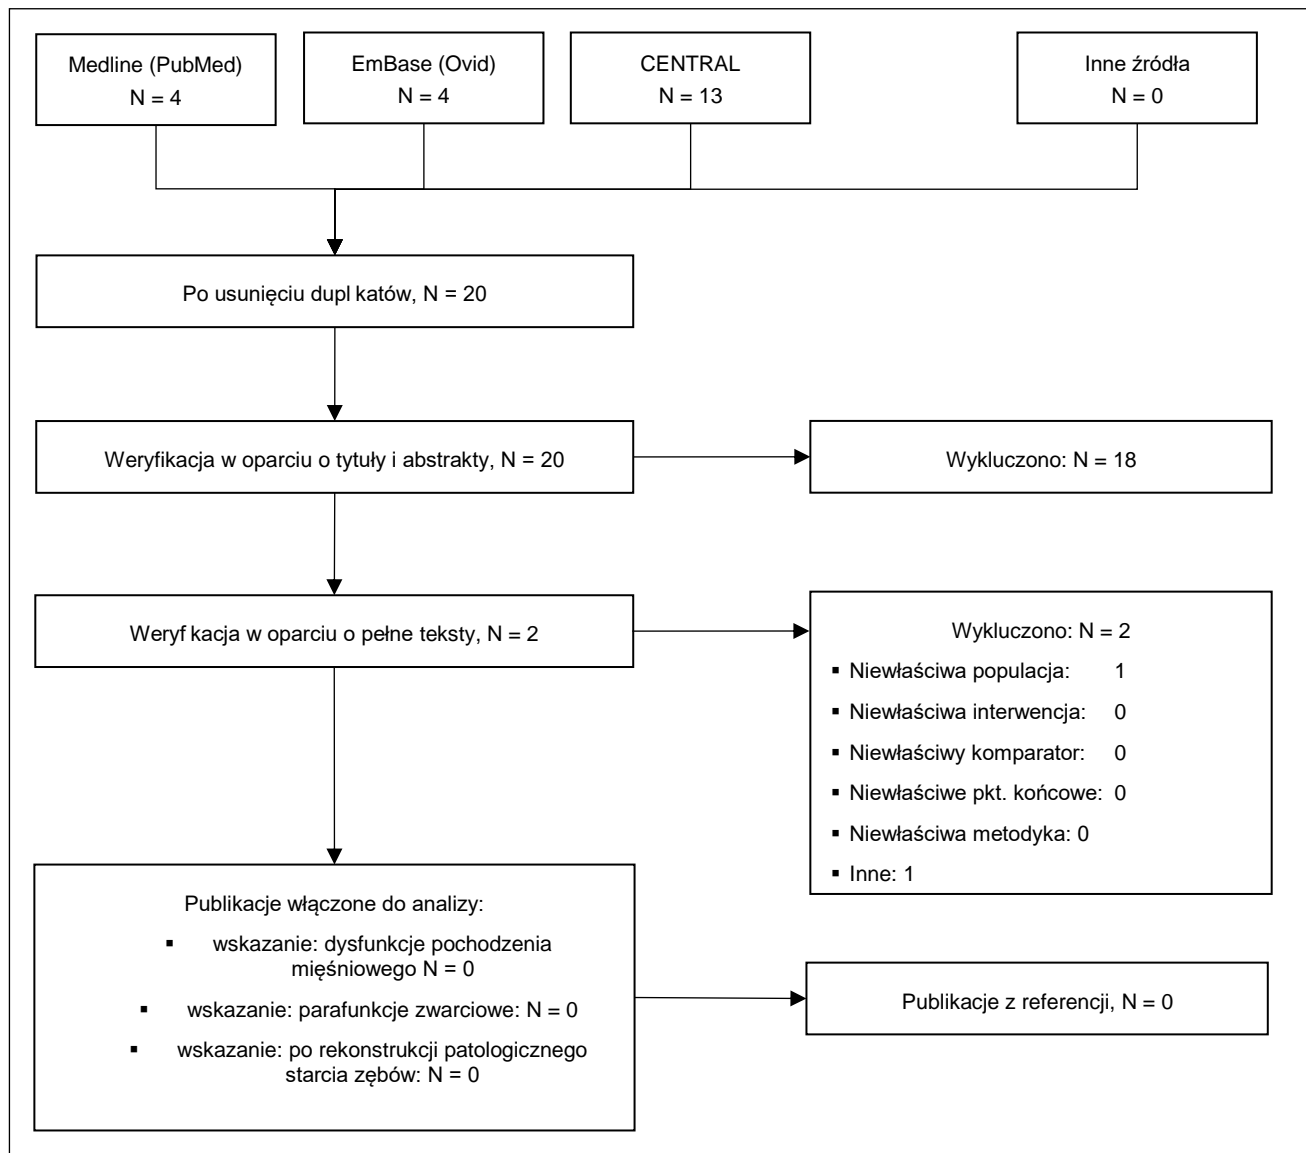 Medline (PubMed)
N = 4
EmBase (Ovid)
N = 4
CENTRAL
N = 13
Inne źródła
N = 0
Po usunięciu dupl katów, N = 20
Weryfikacja w oparciu o tytuły i abstrakty, N = 20
Wykluczono: N = 18
Weryf kacja w oparciu o pełne teksty, N = 2
Wykluczono: N = 2
▪ Niewłaściwa populacja: 1
▪ Niewłaściwa interwencja: 0
▪ Niewłaściwy komparator: 0
▪ Niewłaściwe pkt. końcowe: 0
▪ Niewłaściwa metodyka: 0
▪ Inne: 1
Publikacje włączone do analizy:
▪ wskazanie: dysfunkcje pochodzenia
mięśniowego N = 0
▪ wskazanie: parafunkcje zwarciowe: N = 0
▪ wskazanie: po rekonstrukcji patologicznego
starcia zębów: N = 0
Publikacje z referencji, N = 0